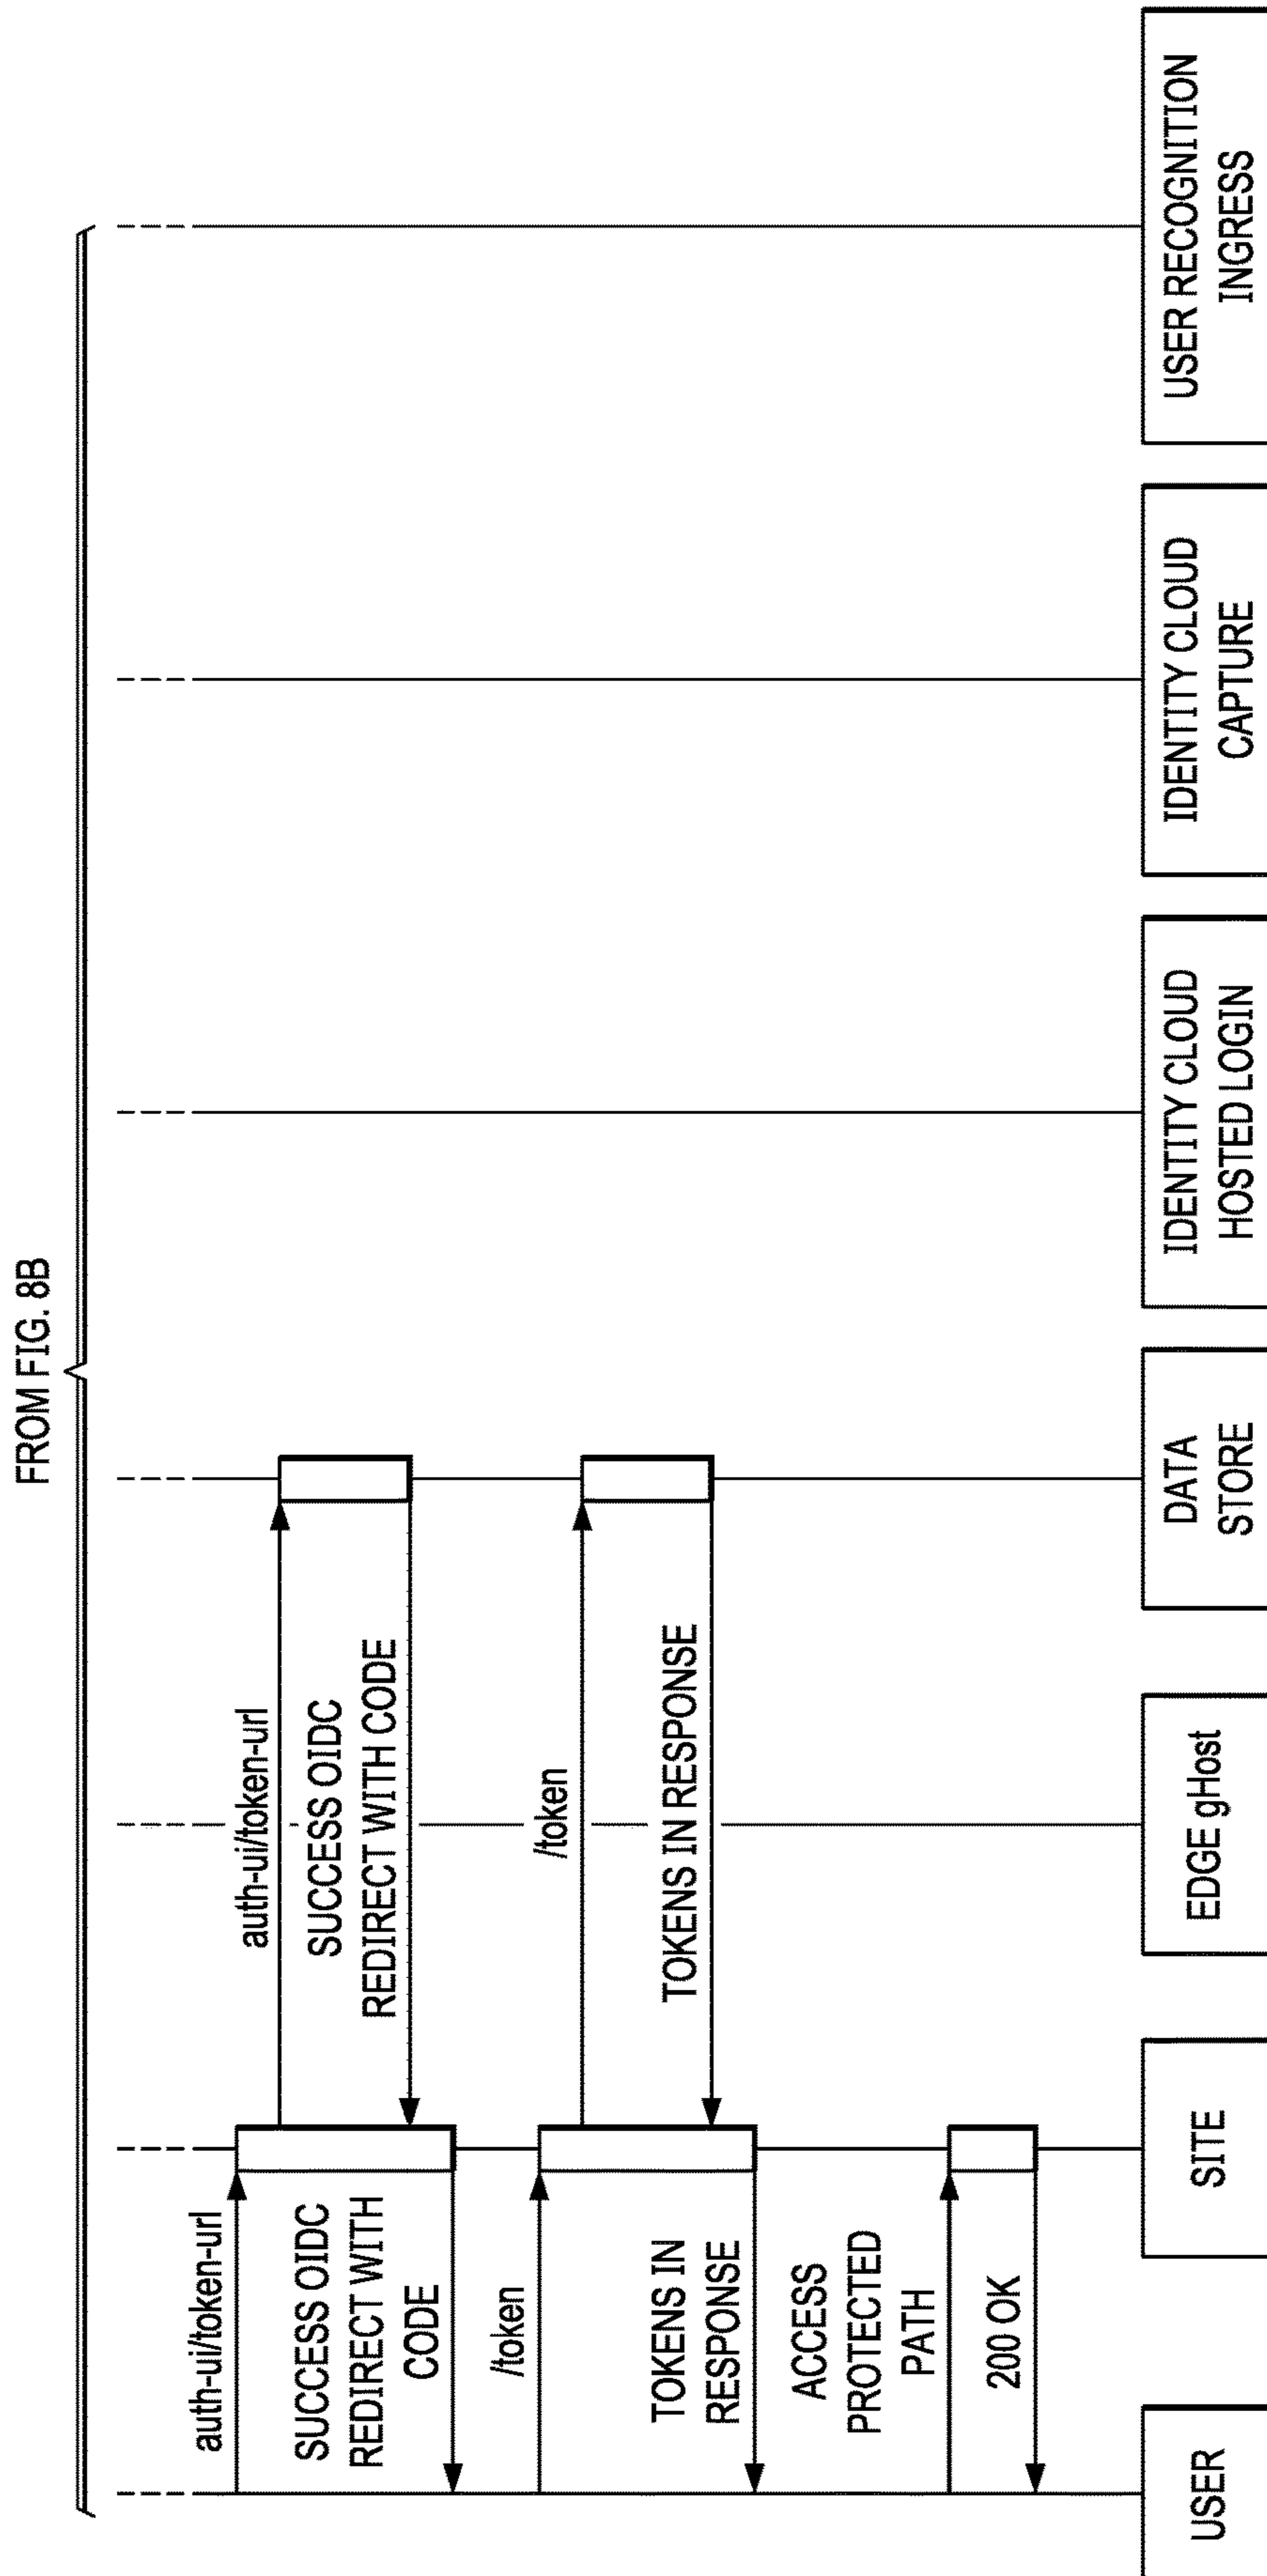 FROM FIG. 8B
auth-ui/token-url
auth-ui/token-url
SUCCESS OIDC
REDIRECT WITH
CODE
SUCCESS OIDC
REDIRECT WITH CODE
/token
/token
TOKENS IN
RESPONSE
TOKENS IN RESPONSE
ACCESS
PROTECTED
PATH
200 OK
USER
SITE
EDGE gHost
DATA
STORE
IDENTITY CLOUD
HOSTED LOGIN
IDENTITY CLOUD
CAPTURE
USER RECOGNITION
INGRESS